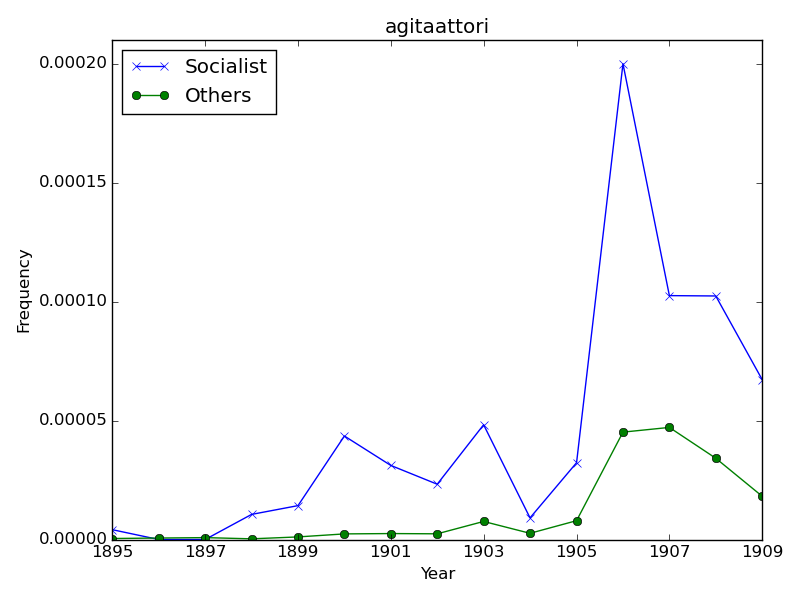 agitaattori
Socialist
Others
0.00020
0.00015
0.00010
0.00005
0.00000
Frequency
1895 1897 1899 1901 1903 1905 1907 1909
Year